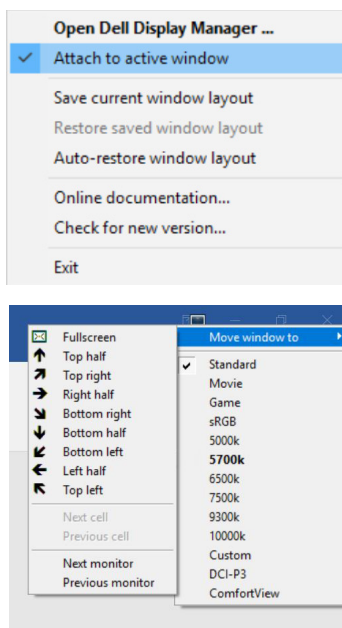 Open Dell Display Manager ...
Attach to active window
Save current window layout
Restore saved window layout
Auto-restore window layout
Online documentation...
Check for new version...
Exit
Move window to
Fullscreen
Top half
Top right
Right half
Bottom right
Bottom half
Bottom left
Left half
Top left
Next cell
Previous cell
Next monitor
Previous monitor
Standard
Movie
Game
sRGB
5000k
5700k
6500k
7500k
9300k
10000k
Custom
DCI-P3
ComfortView